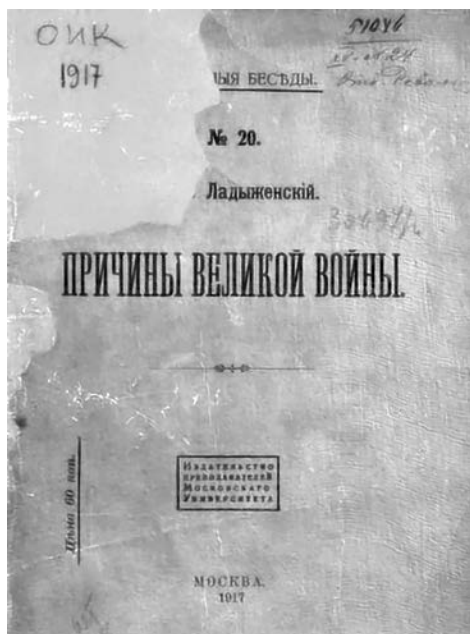 ОИК
1917
51046
ЫЯ БЕСѢДЫ.
№ 20.
Ладыженскій.
ПРИЧИНЫ ВЕЛИКОЙ ВОЙНЫ.
Цѣна 60 коп.
ИЗДАТЕЛЬСТВО
ПРЕПОДАВАТЕЛЕЙ
МОСКОВСКАГО
УНИВЕРСИТЕТА
МОСКВА.
1917